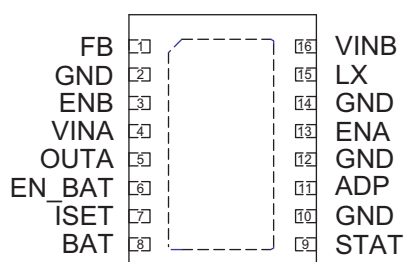 FB 1 16 VINB
GND 2 15 LX
ENB 3 14 GND
VINA 4 13 ENA
OUTA 5 12 GND
EN_BAT 6 11 ADP
ISET 7 10 GND
BAT 8 9 STAT